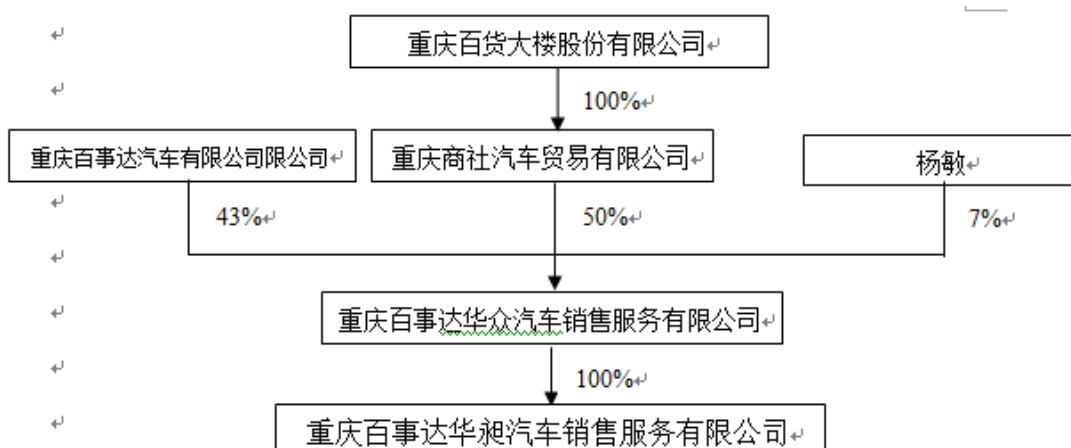 重庆百货大楼股份有限公司
100%
重庆百事达汽车有限公司限公司
重庆商社汽车贸易有限公司
杨敏
43%
50%
7%
重庆百事达华众汽车销售服务有限公司
100%
重庆百事达华昶汽车销售服务有限公司